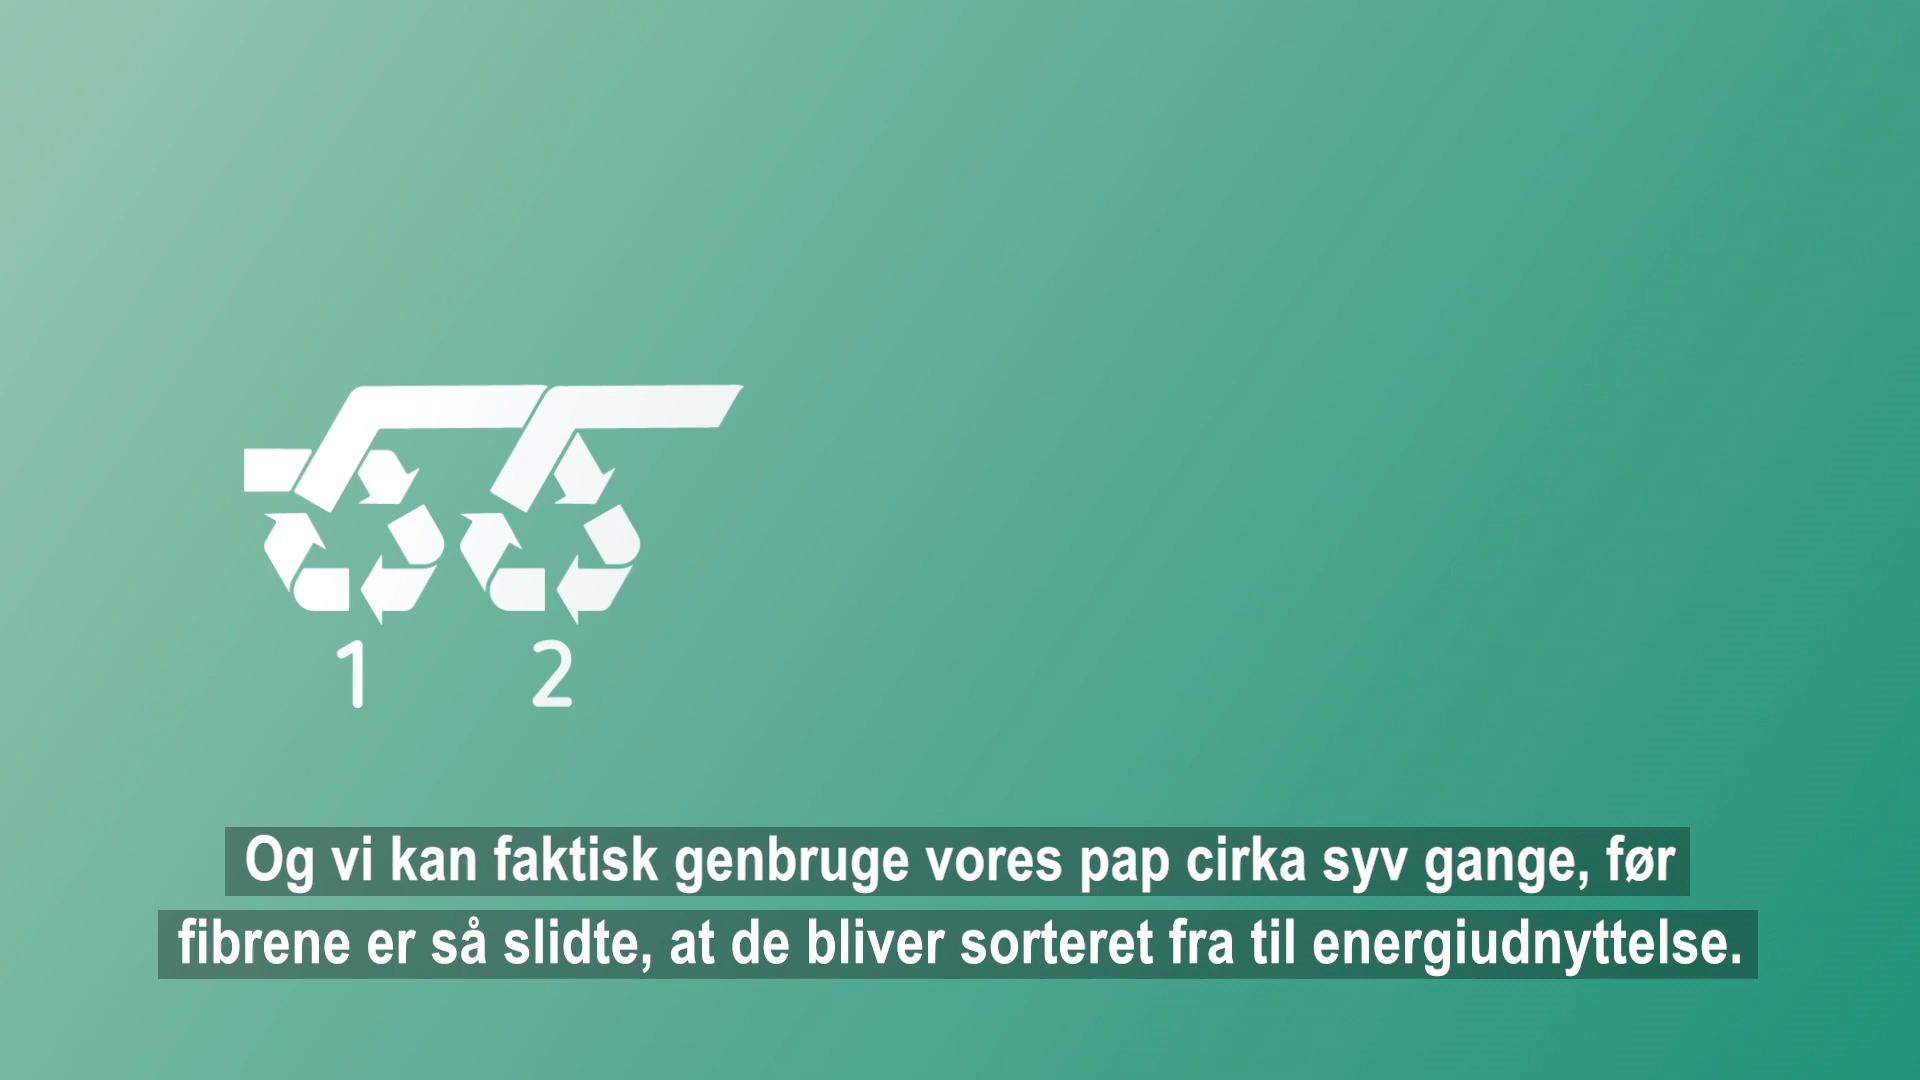 1 2
Og vi kan faktisk genbruge vores pap cirka syv gange, før
fibrene er så slidte, at de bliver sorteret fra til energiudnyttelse.